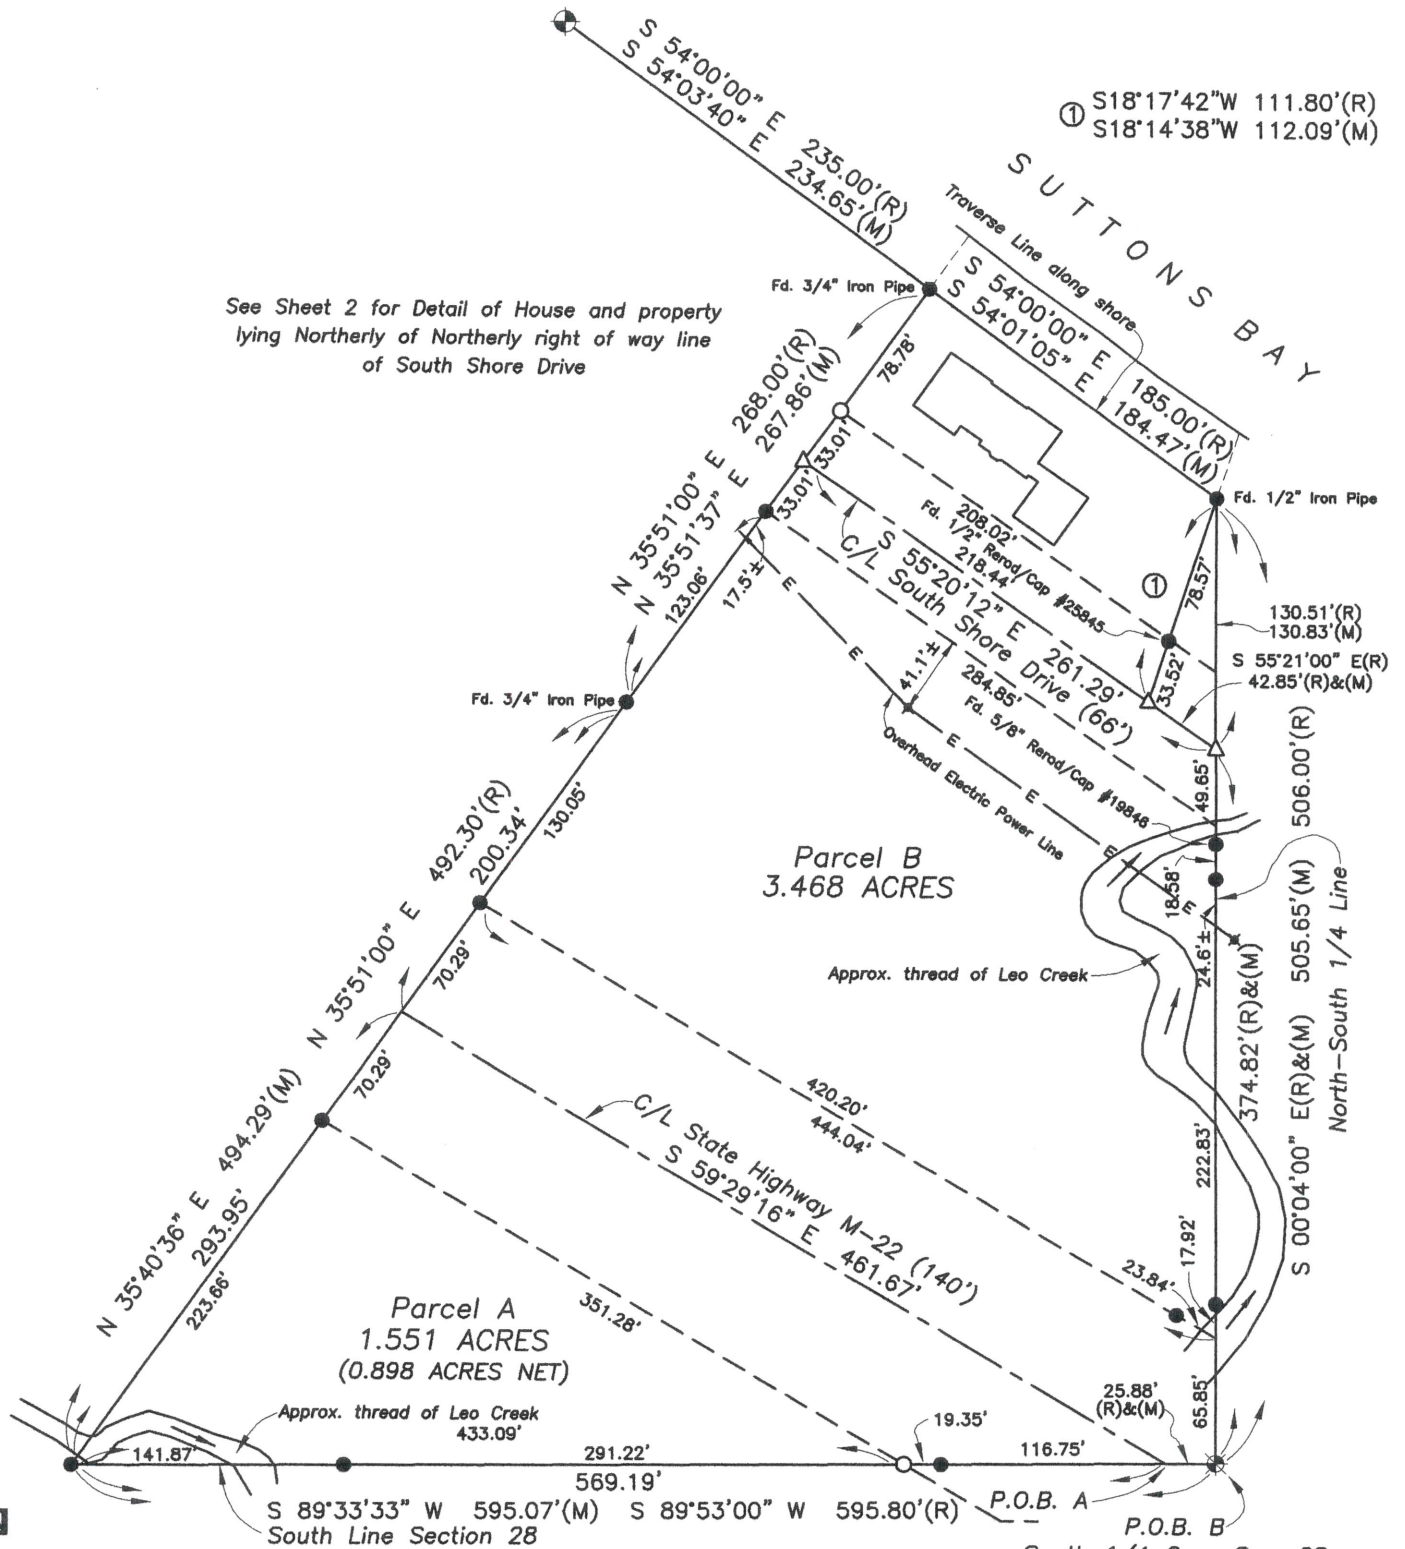 S 54°00'00" E 235.00'(R)
S 54°03'40" E 234.65'(M)
① S18°17'42"W 111.80'(R)
S18°14'38"W 112.09'(M)
SUTTONS BAY
Traverse Line along shore
S 54°00'00" E 185.00'(R)
S 54°01'05" E 184.47'(M)
Fd. 3/4" Iron Pipe
See Sheet 2 for Detail of House and property
lying Northerly of Northerly right of way line
of South Shore Drive
78.78'
N 35°51'00" E 268.00'(R)
N 35°51'37" E 267.86'(M)
33.01'
33.01'
Fd. 1/2" Iron Pipe
208.02'
Fd. 1/2" Rerod/Cap #25845
218.44'
S 55°20'12" E 261.29'
C/L South Shore Drive (66')
①
78.57'
33.52'
130.51'(R)
130.83'(M)
S 55°21'00" E(R)
42.85'(R)&(M)
123.06'
17.5'±
E
E
E
E
E
E
41.1'±
284.85'
Fd. 5/8" Rerod/Cap #19846
Overhead Electric Power Line
Fd. 3/4" Iron Pipe
49.65'
18.58'
24.6'±
130.05'
N 35°51'00" E 492.30'(R)
200.34'
Parcel B
3.468 ACRES
Approx. thread of Leo Creek
374.82'(R)&(M)
S 00°04'00" E(R)&(M) 505.65'(M) 506.00'(R)
North-South 1/4 Line
70.29'
70.29'
420.20'
444.04'
C/L State Highway M-22 (140')
S 59°29'16" E 461.67'
222.83'
23.84'
17.92'
N 35°40'36" E 494.29'(M)
293.95'
223.66'
351.28'
Parcel A
1.551 ACRES
(0.898 ACRES NET)
Approx. thread of Leo Creek
433.09'
25.88'
(R)&(M)
65.85'
19.35'
141.87'
291.22'
116.75'
569.19'
S 89°33'33" W 595.07'(M) S 89°53'00" W 595.80'(R)
P.O.B. A
South Line Section 28
P.O.B. B